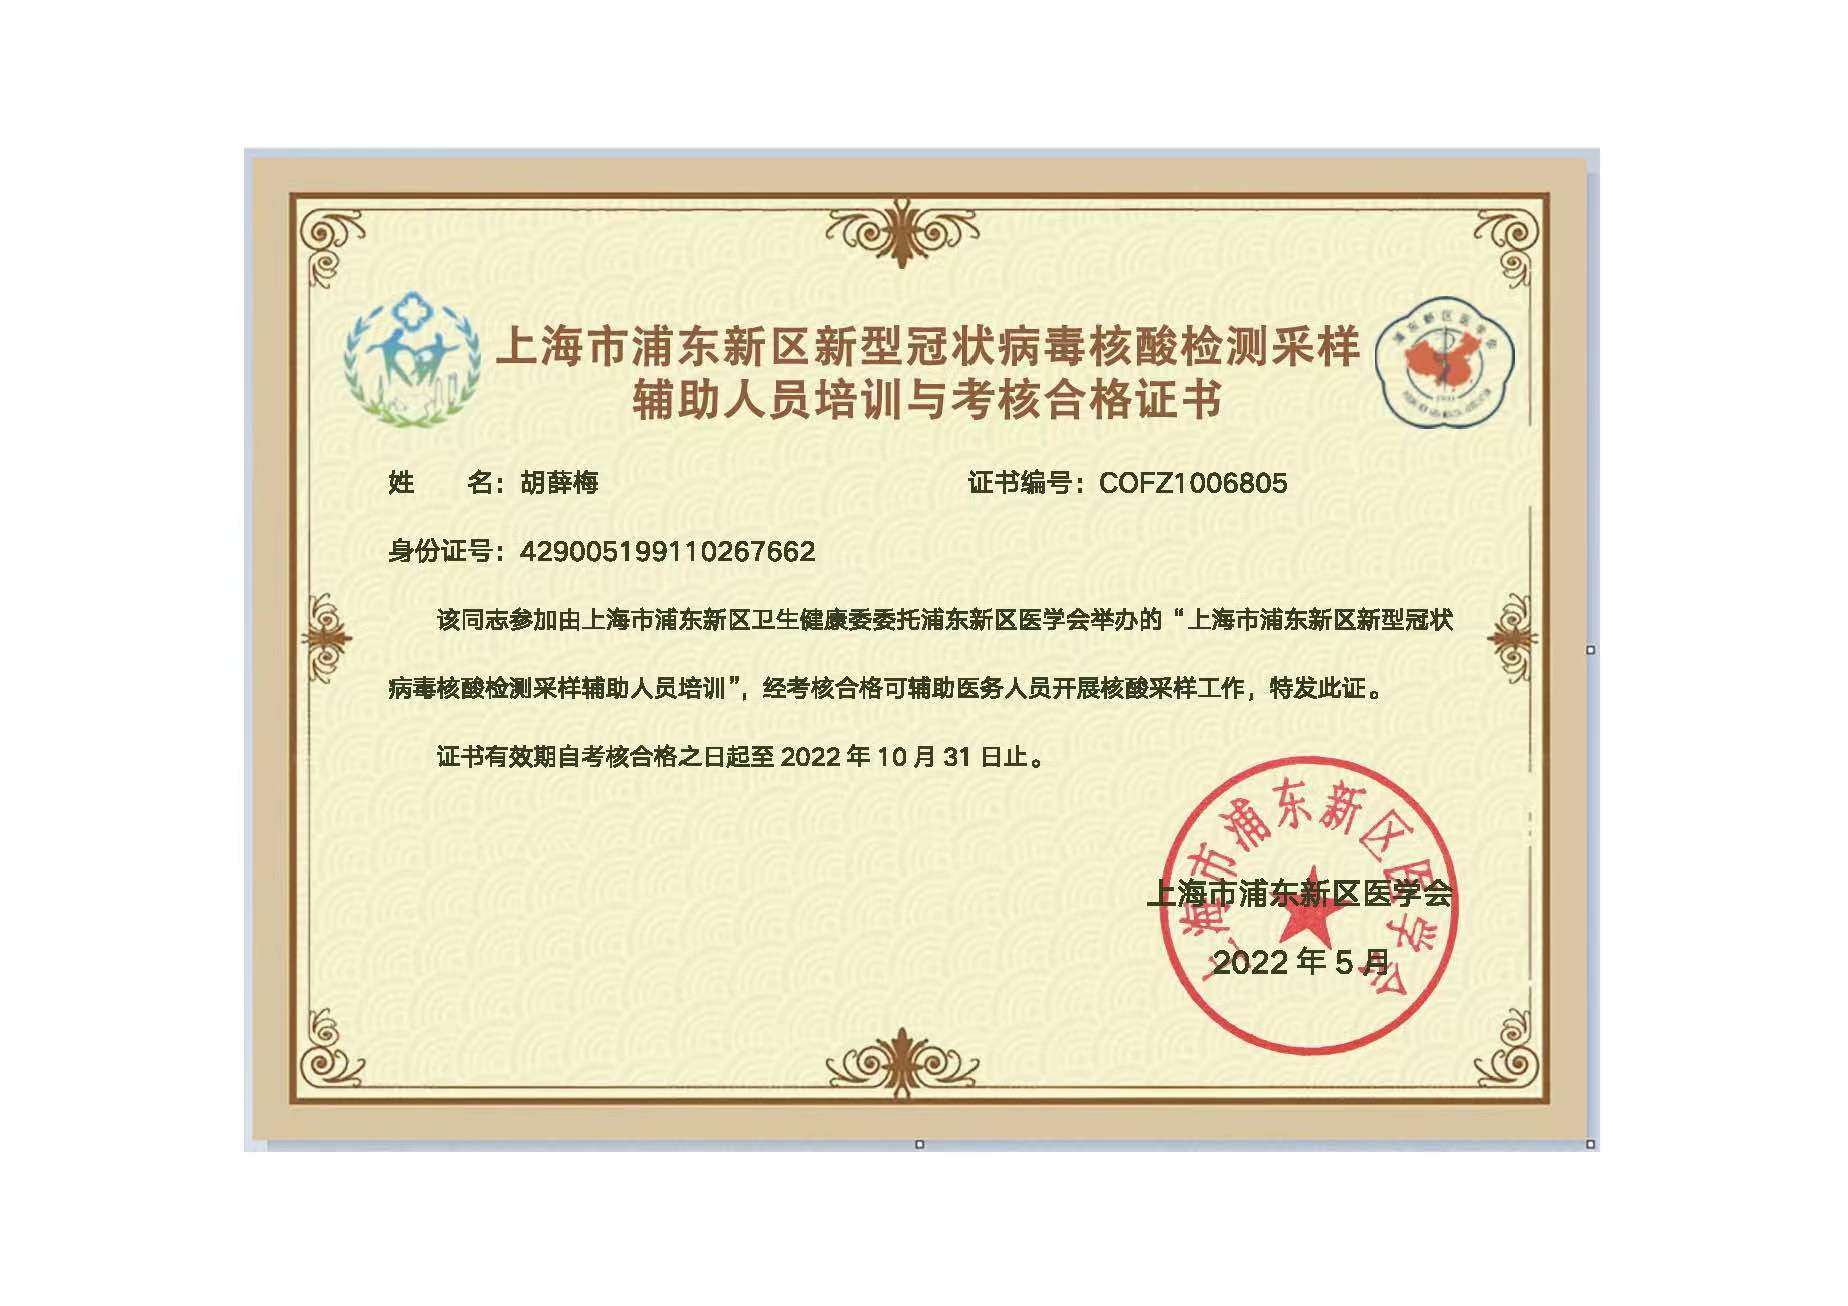 上海市浦东新区新型冠状病毒核酸检测采样
辅助人员培训与考核合格证书
浦东新区医学会
姓　　名：胡薛梅
证书编号：COFZ1006805
身份证号：429005199110267662
该同志参加由上海市浦东新区卫生健康委委托浦东新区医学会举办的“上海市浦东新区新型冠状
病毒核酸检测采样辅助人员培训”，经考核合格可辅助医务人员开展核酸采样工作，特发此证。
证书有效期自考核合格之日起至 2022 年 10 月 31 日止。
上海市浦东新区医学会
上海市浦东新区医学会
2022 年 5 月